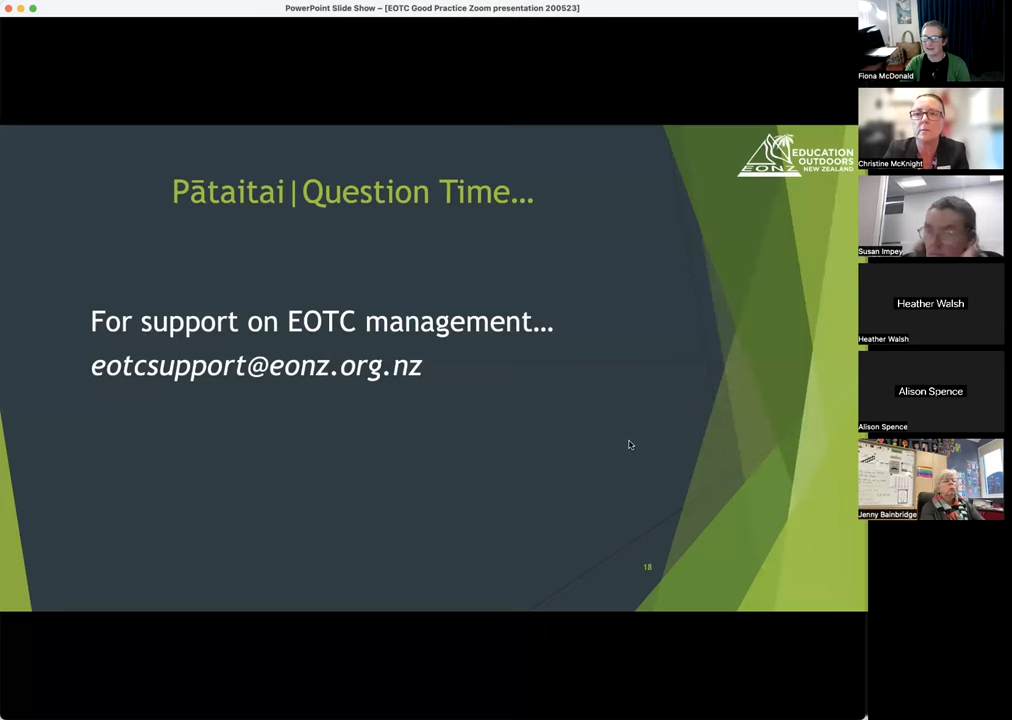 PowerPoint Slide Show – [EOTC Good Practice Zoom presentation 200523]
EONZ
EDUCATION
OUTDOORS
NEW ZEALAND
Pātaitai|Question Time...
For support on EOTC management...
eotcsupport@eonz.org.nz
18
Fiona McDonald
Christine McKnight
Susan Impey
Heather Walsh
Heather Walsh
Alison Spence
Alison Spence
Jenny Bainbridge